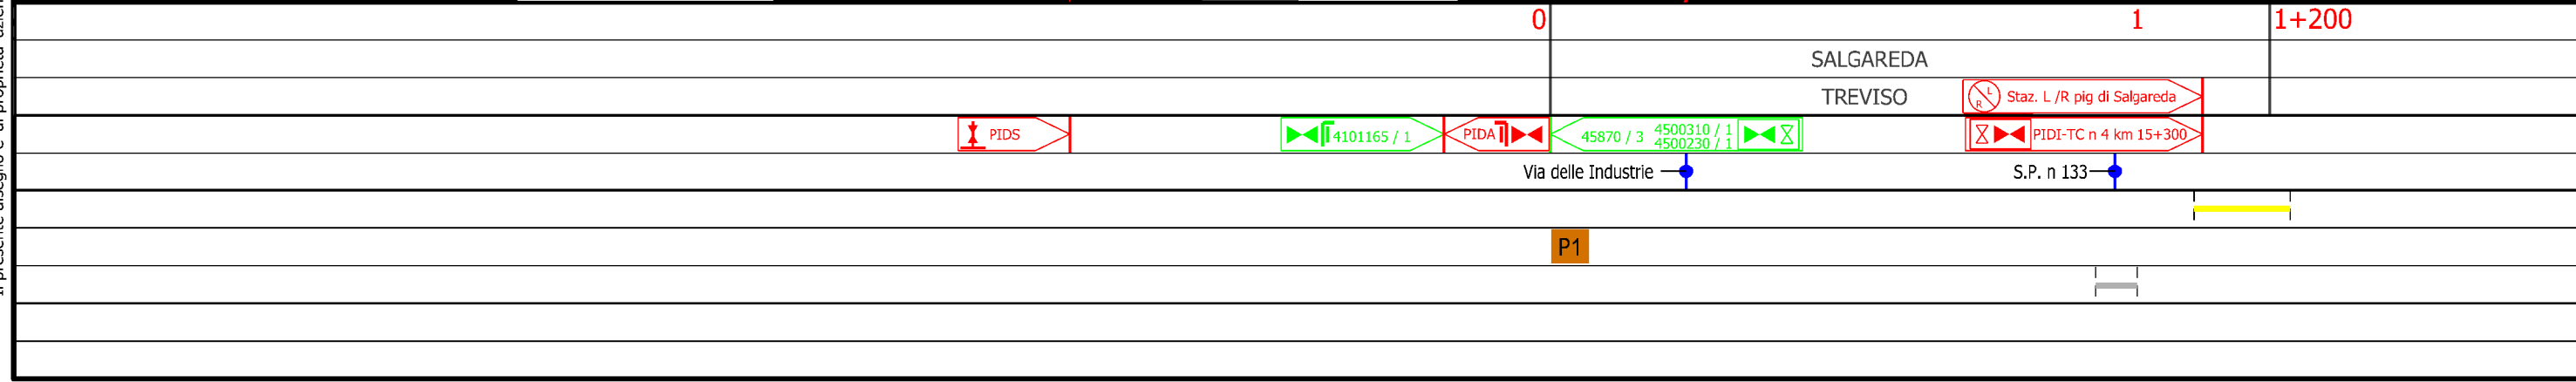 0 1 1+200
SALGAREDA
TREVISO
R L Staz. L /R pig di Salgareda
PIDS
4101165 / 1
PIDA
45870 / 3
4500310 / 1
4500230 / 1
PIDI-TC n 4 km 15+300
Via delle Industrie
S.P. n 133
P1